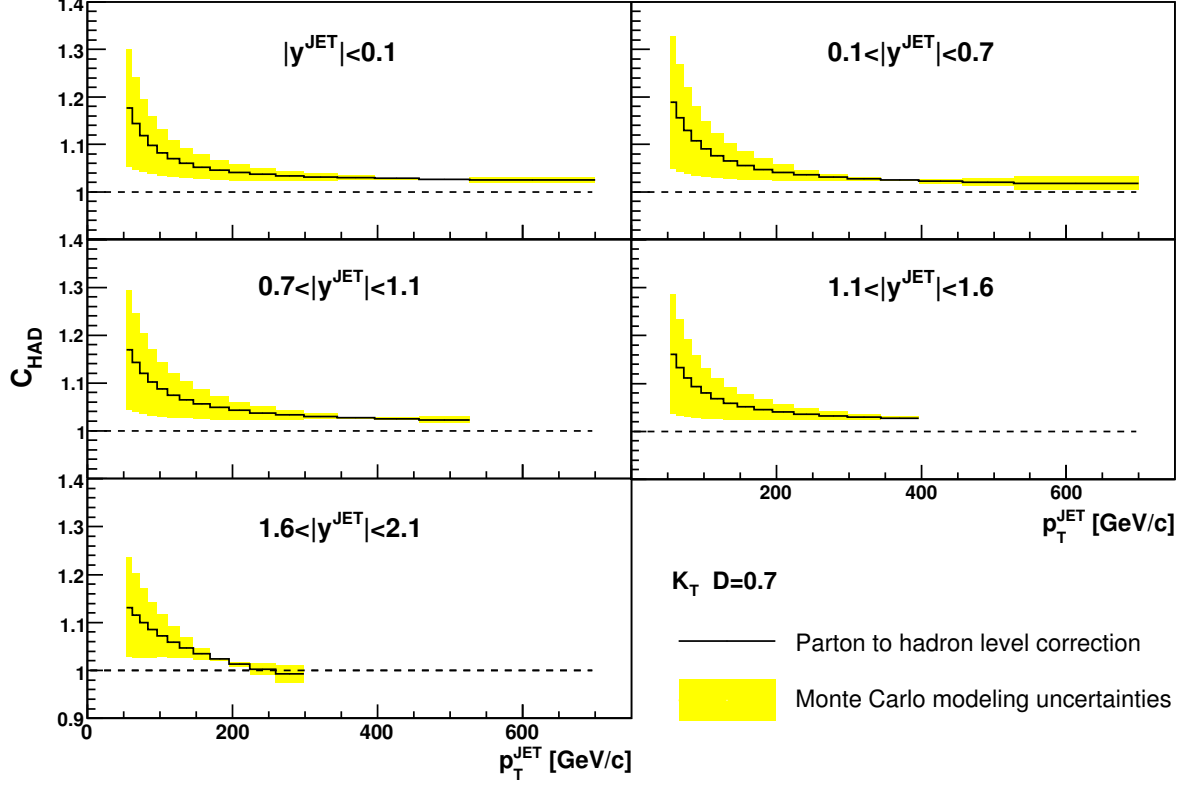 1.4
1.3
1.2
1.1
1
|y^JET|<0.1
0.1<|y^JET|<0.7
1.4
1.3
1.2
1.1
1
0.7<|y^JET|<1.1
1.1<|y^JET|<1.6
C_HAD
1.4
1.3
1.2
1.1
1
0.9
1.6<|y^JET|<2.1
200 400 600
p_T^JET [GeV/c]
K_T D=0.7
Parton to hadron level correction
Monte Carlo modeling uncertainties
0 200 400 600
p_T^JET [GeV/c]